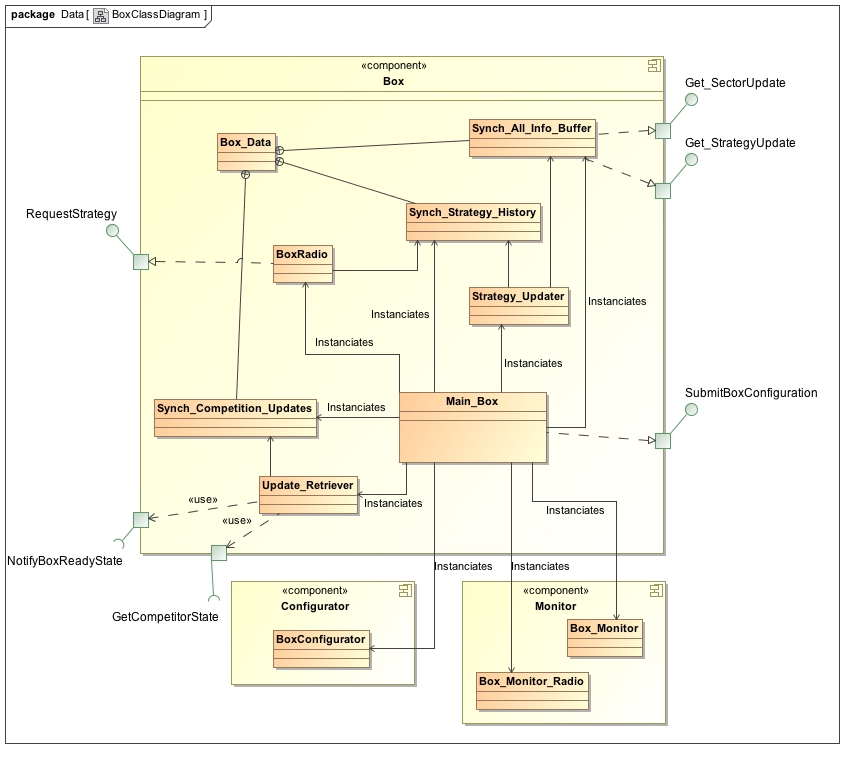 package Data [ BoxClassDiagram ]
«component»
Box
Get_SectorUpdate
Synch_All_Info_Buffer
Box_Data
Get_StrategyUpdate
Synch_Strategy_History
RequestStrategy
BoxRadio
Strategy_Updater
Instanciates
Instanciates
Instanciates
Instanciates
SubmitBoxConfiguration
Main_Box
Synch_Competition_Updates
Instanciates
Update_Retriever
«use»
Instanciates
Instanciates
«use»
NotifyBoxReadyState
Instanciates
Instanciates
GetCompetitorState
«component»
Configurator
«component»
Monitor
BoxConfigurator
Box_Monitor
Box_Monitor_Radio